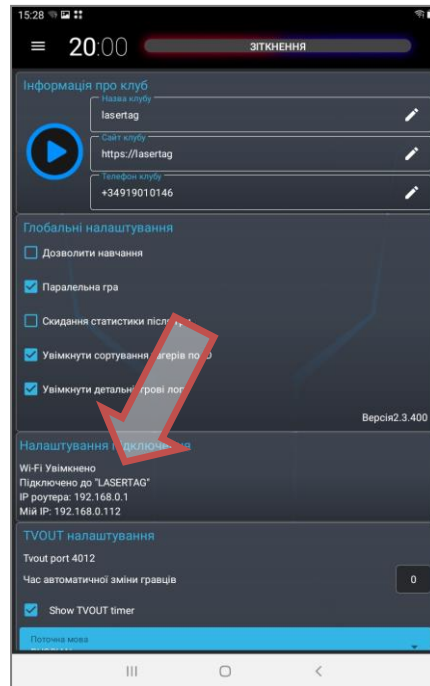 15:28
20:00
ЗІТКНЕННЯ
Інформація про клуб
Назва клубу
lasertag
Сайт клубу
https://lasertag
Телефон клубу
+34919010146
Глобальні налаштування
Дозволити навчання
Паралельна гра
Скидання статистики після
Увімкнути сортування по
Увімкнути детальні ігрові
Версія2.3.400
Налаштування підключення
Wi-Fi Увімкнено
Підключено до "LASERTAG"
IP роутера: 192.168.0.1
Мій IP: 192.168.0.112
TVOUT налаштування
Tvout port 4012
Час автоматичної зміни гравців
0
Show TVOUT timer
Поточна мова